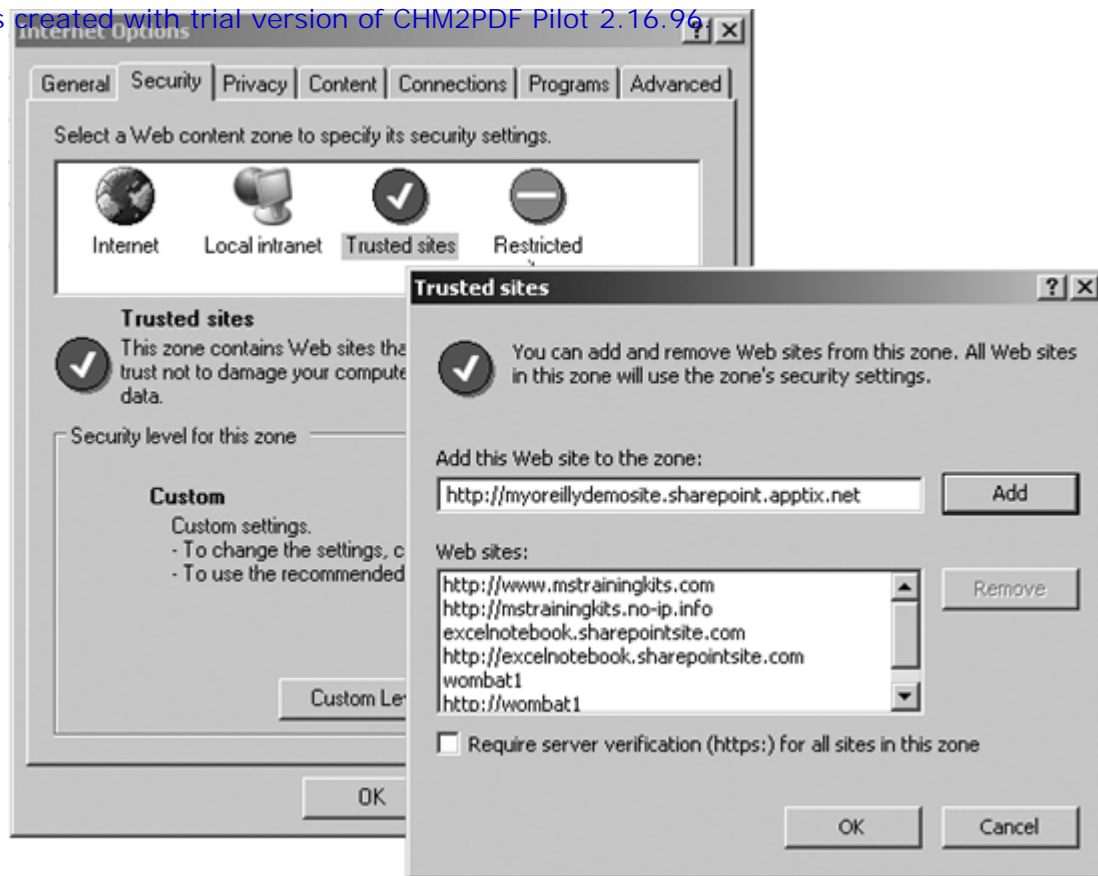 created with trial version of CHM2PDF Pilot 2.16.96.
Internet Options
General Security Privacy Content Connections Programs Advanced
Select a Web content zone to specify its security settings.
Internet Local intranet Trusted sites Restricted
Trusted sites
This zone contains Web sites tha
trust not to damage your compute
data.
Security level for this zone
Custom
Custom settings.
- To change the settings, c
- To use the recommended
Custom Le
OK
Trusted sites
You can add and remove Web sites from this zone. All Web sites
in this zone will use the zone's security settings.
Add this Web site to the zone:
http://myoreillydemosite.sharepoint.apptix.net
Add
Web sites:
http://www.mstrainingkits.com
http://mstrainingkits.no-ip.info
excelnotebook.sharepointsite.com
http://excelnotebook.sharepointsite.com
wombat1
http://wombat1
Remove
Require server verification (https:) for all sites in this zone
OK Cancel